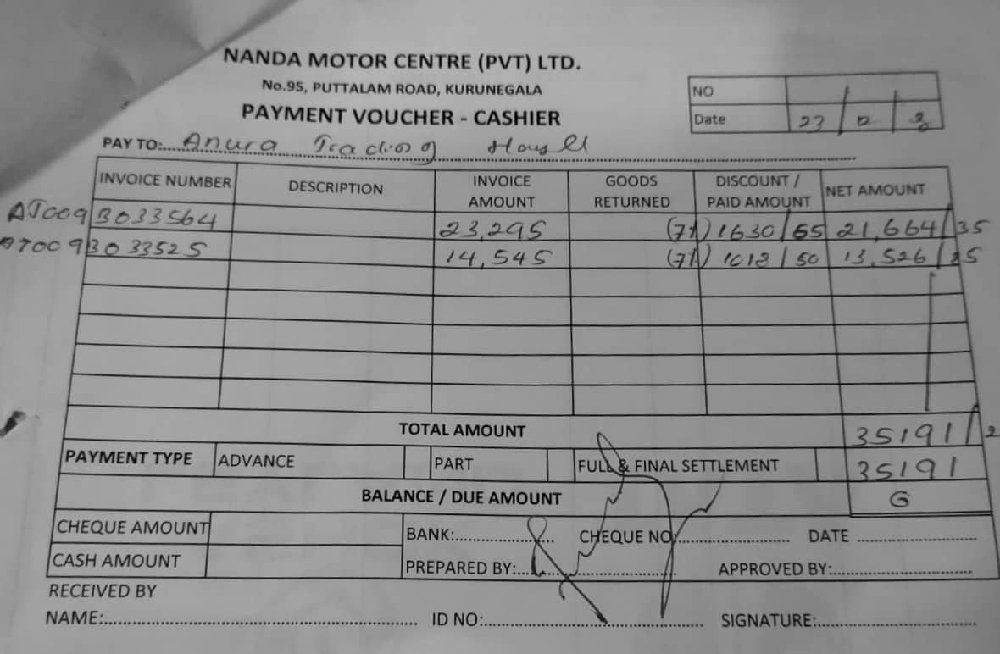 NANDA MOTOR CENTRE (PVT) LTD.
No.95, PUTTALAM ROAD, KURUNEGALA
PAYMENT VOUCHER - CASHIER
NO
Date 27 / 2 /
PAY TO: Anura Trading House
INVOICE NUMBER DESCRIPTION INVOICE AMOUNT GOODS RETURNED DISCOUNT / PAID AMOUNT NET AMOUNT
AT009 B033564 23,295 (7%) 1630/65 21,664/35
AT009 B033525 14,545 (7%) 1018/50 13,526/85
TOTAL AMOUNT 35191/2
PAYMENT TYPE ADVANCE PART FULL & FINAL SETTLEMENT 35191
BALANCE / DUE AMOUNT
CHEQUE AMOUNT BANK: CHEQUE NO DATE
CASH AMOUNT PREPARED BY: APPROVED BY:
RECEIVED BY
NAME: ID NO: SIGNATURE: